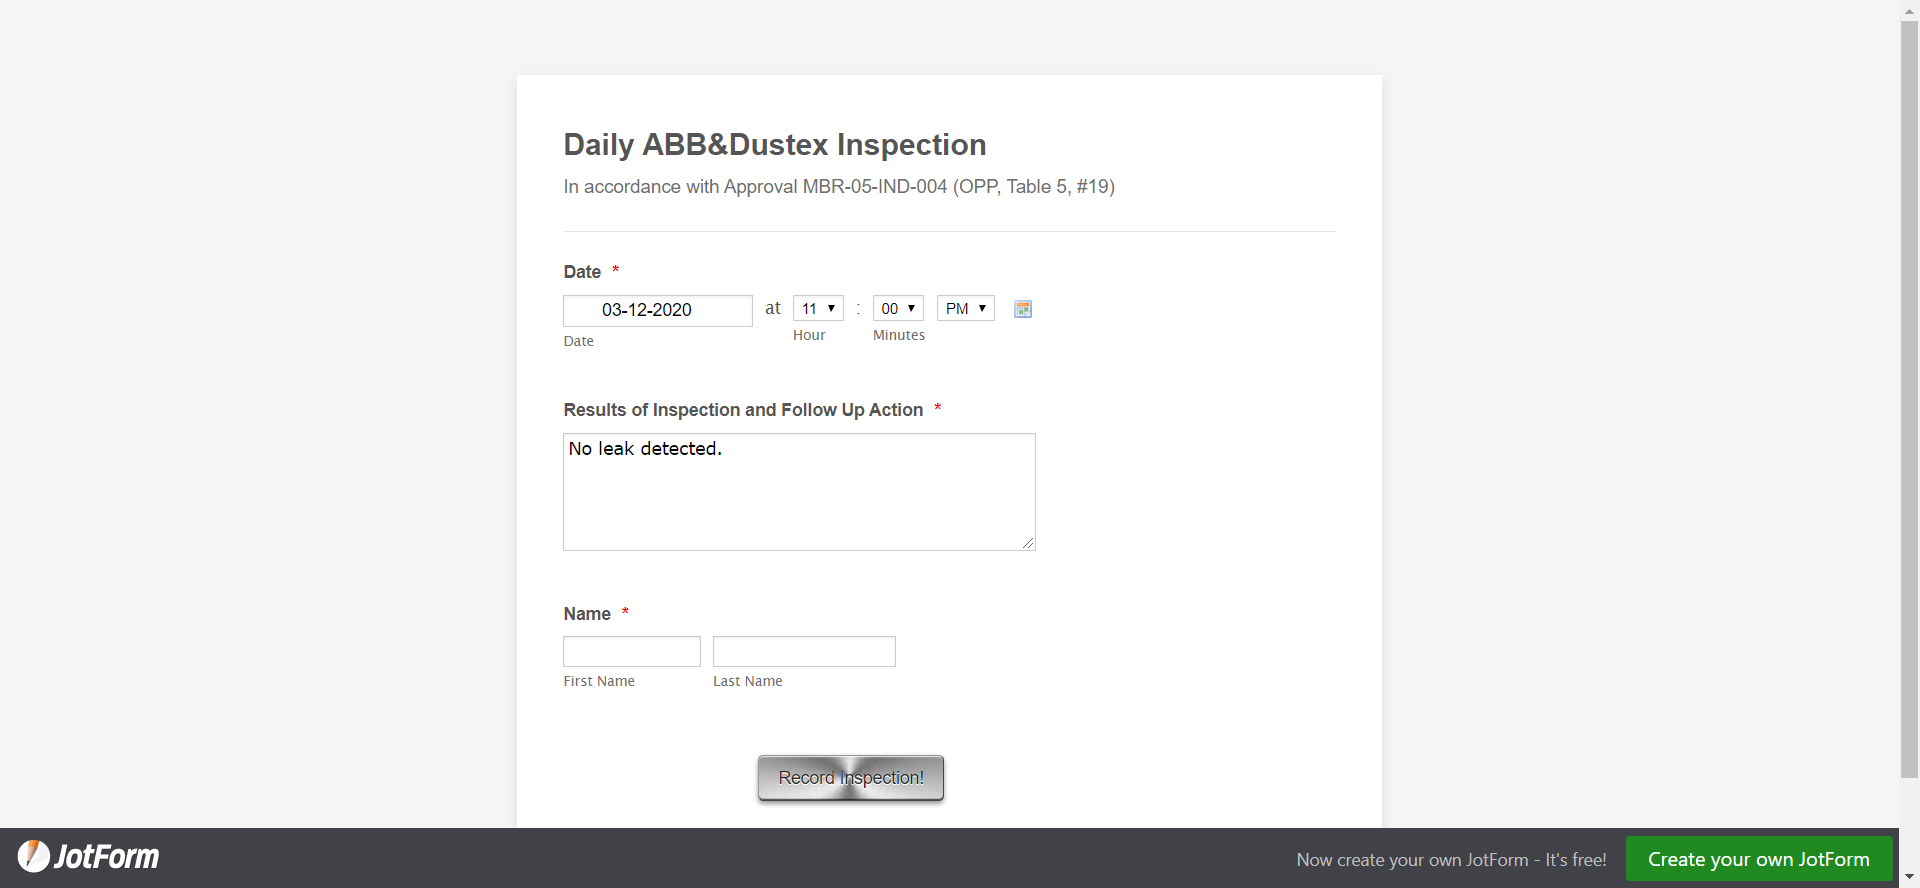 Daily ABB&Dustex Inspection
In accordance with Approval MBR-05-IND-004 (OPP, Table 5, #19)
Date *
03-12-2020 at 11 : 00 PM
Date Hour Minutes
Results of Inspection and Follow Up Action *
No leak detected.
Name *
First Name Last Name
Record Inspection!
JotForm Now create your own JotForm - It's free! Create your own JotForm